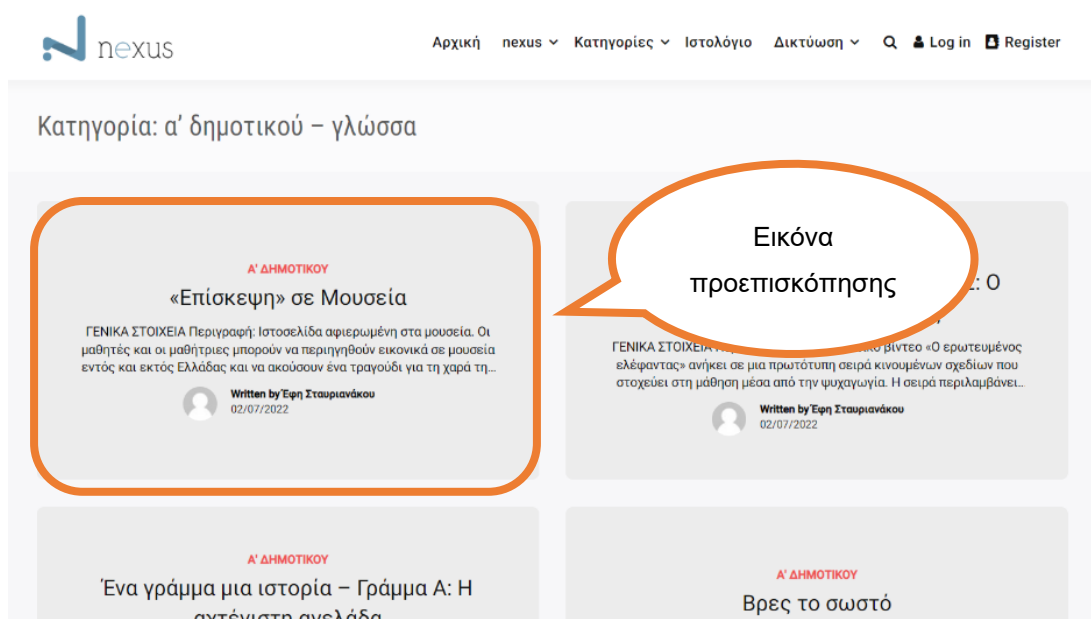 nexus
Αρχική nexus Κατηγορίες Ιστολόγιο Δικτύωση Log in Register
Κατηγορία: α’ δημοτικού – γλώσσα
Α' ΔΗΜΟΤΙΚΟΥ
«Επίσκεψη» σε Μουσεία
ΓΕΝΙΚΑ ΣΤΟΙΧΕΙΑ Περιγραφή: Ιστοσελίδα αφιερωμένη στα μουσεία. Οι
μαθητές και οι μαθήτριες μπορούν να περιηγηθούν εικονικά σε μουσεία
εντός και εκτός Ελλάδας και να ακούσουν ένα τραγούδι για τη χαρά τη...
Written by Έφη Σταυριανάκου
02/07/2022
Εικόνα
προεπισκόπησης
: Ο
ΓΕΝΙΚΑ ΣΤΟΙΧΕΙΑ βίντεο «Ο ερωτευμένος
ελέφαντας» ανήκει σε μια πρωτότυπη σειρά κινουμένων σχεδίων που
στοχεύει στη μάθηση μέσα από την ψυχαγωγία. Η σειρά περιλαμβάνει...
Written by Έφη Σταυριανάκου
02/07/2022
Α' ΔΗΜΟΤΙΚΟΥ
Ένα γράμμα μια ιστορία – Γράμμα Α: Η
αχτένιστη αγελάδα
Α' ΔΗΜΟΤΙΚΟΥ
Βρες το σωστό